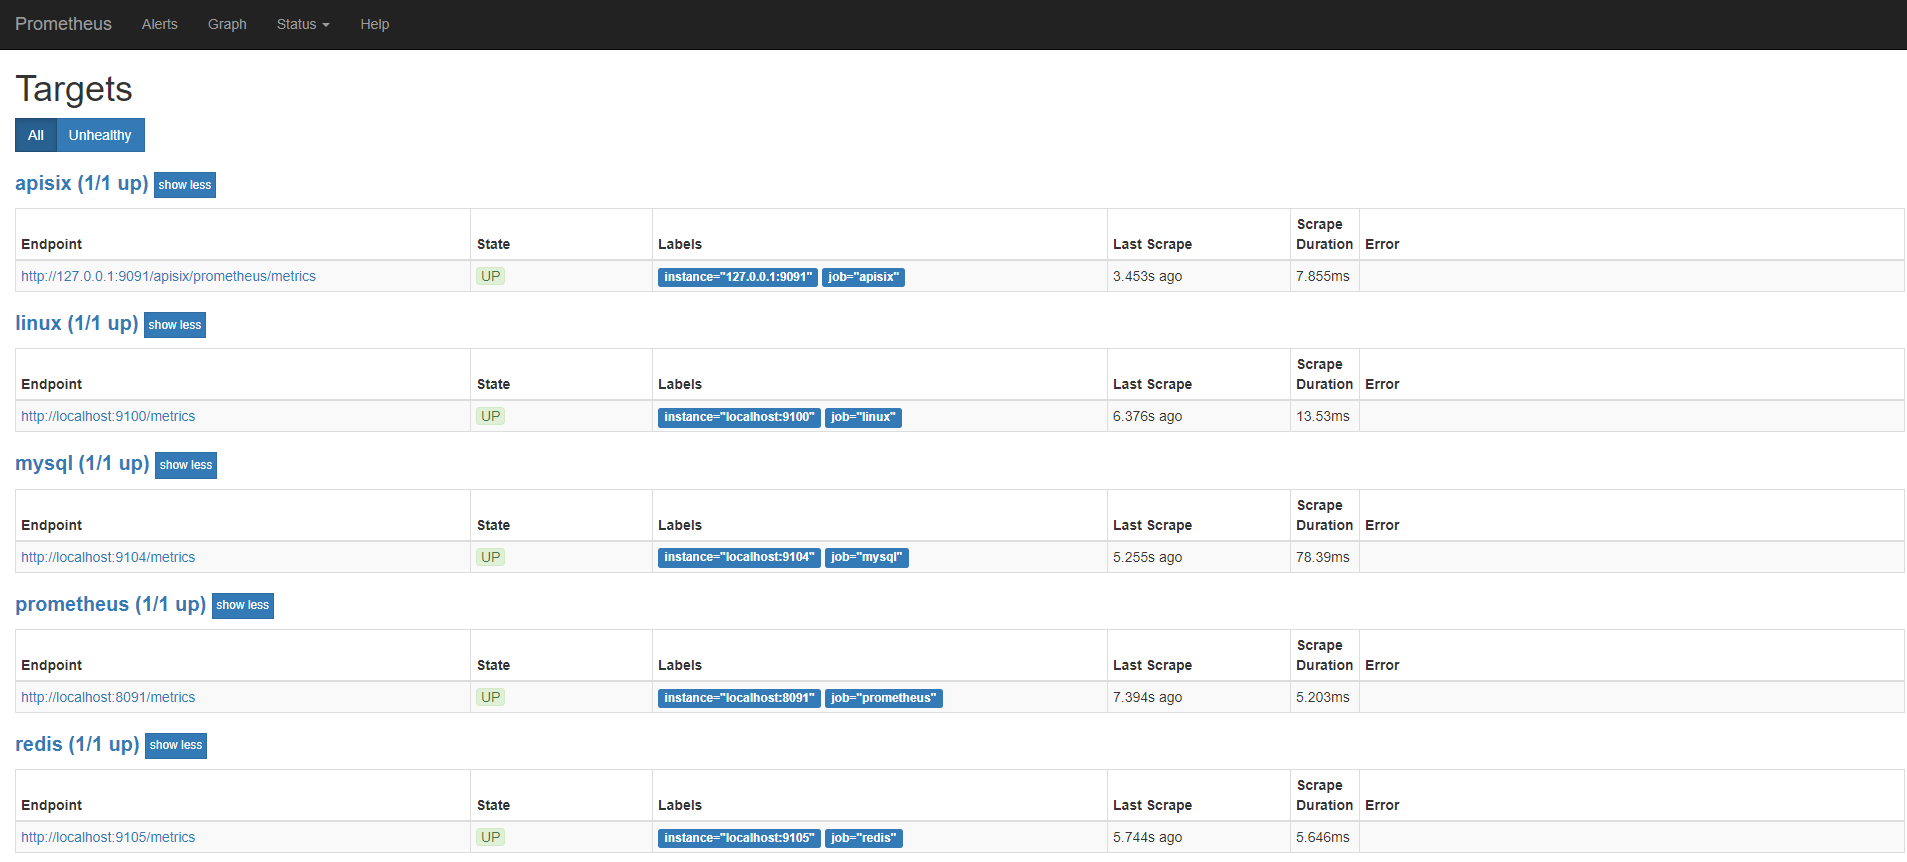 Prometheus Alerts Graph Status Help
Targets
All Unhealthy
apisix (1/1 up) show less
Endpoint State Labels Last Scrape Scrape Duration Error
http://127.0.0.1:9091/apisix/prometheus/metrics UP instance="127.0.0.1:9091" job="apisix" 3.453s ago 7.855ms
linux (1/1 up) show less
Endpoint State Labels Last Scrape Scrape Duration Error
http://localhost:9100/metrics UP instance="localhost:9100" job="linux" 6.376s ago 13.53ms
mysql (1/1 up) show less
Endpoint State Labels Last Scrape Scrape Duration Error
http://localhost:9104/metrics UP instance="localhost:9104" job="mysql" 5.255s ago 78.39ms
prometheus (1/1 up) show less
Endpoint State Labels Last Scrape Scrape Duration Error
http://localhost:8091/metrics UP instance="localhost:8091" job="prometheus" 7.394s ago 5.203ms
redis (1/1 up) show less
Endpoint State Labels Last Scrape Scrape Duration Error
http://localhost:9105/metrics UP instance="localhost:9105" job="redis" 5.744s ago 5.646ms